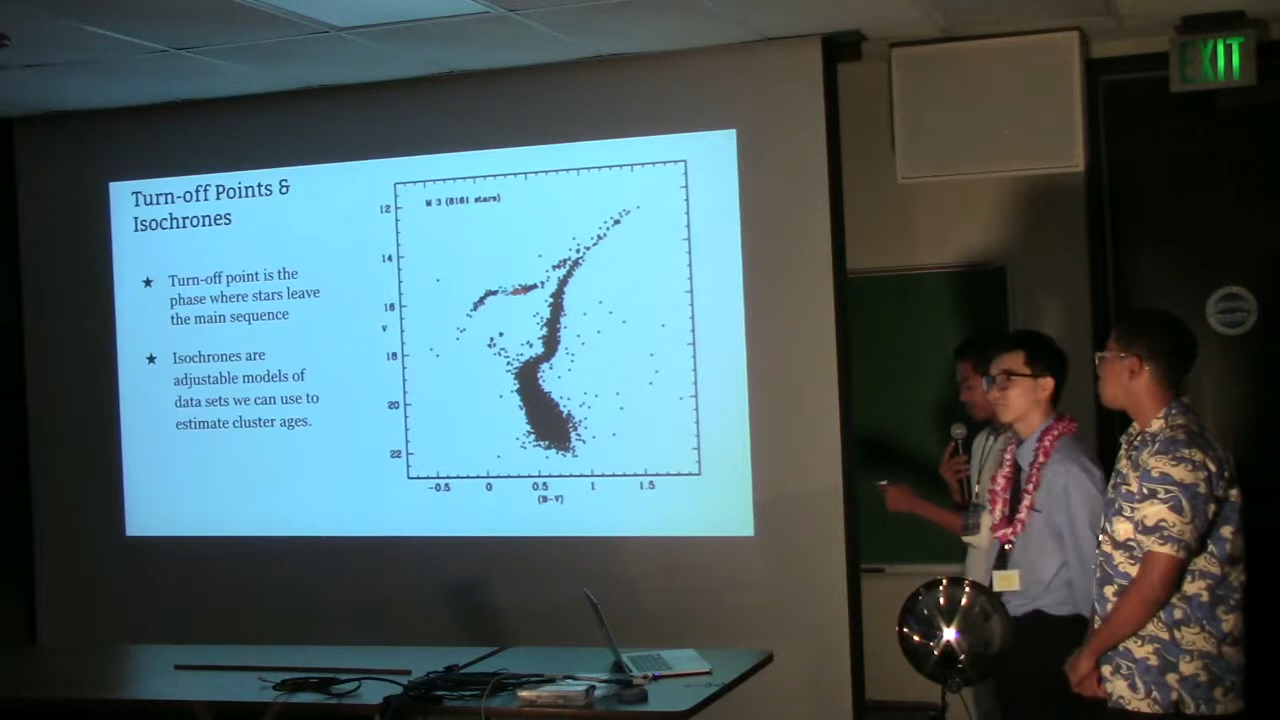 EXIT
Turn-off Points &
Isochrones
★ Turn-off point is the
phase where stars leave
the main sequence
★ Isochrones are
adjustable models of
data sets we can use to
estimate cluster ages.
M 3 (8161 stars)
12
14
16
V
18
20
22
-0.5 0 0.5 1 1.5
(B-V)